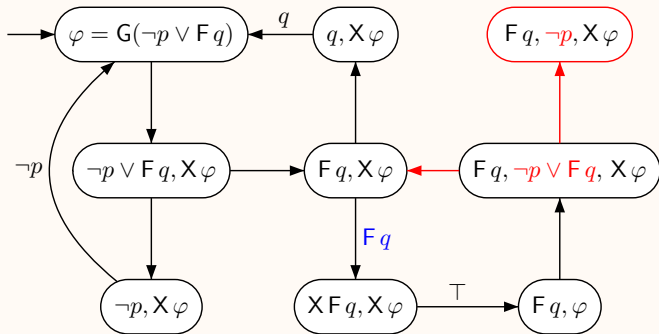 φ = G(¬p ∨ F q)
q
q, X φ
F q, ¬p, X φ
¬p
¬p ∨ F q, X φ
F q, X φ
F q, ¬p ∨ F q, X φ
F q
¬p, X φ
X F q, X φ
⊤
F q, φ